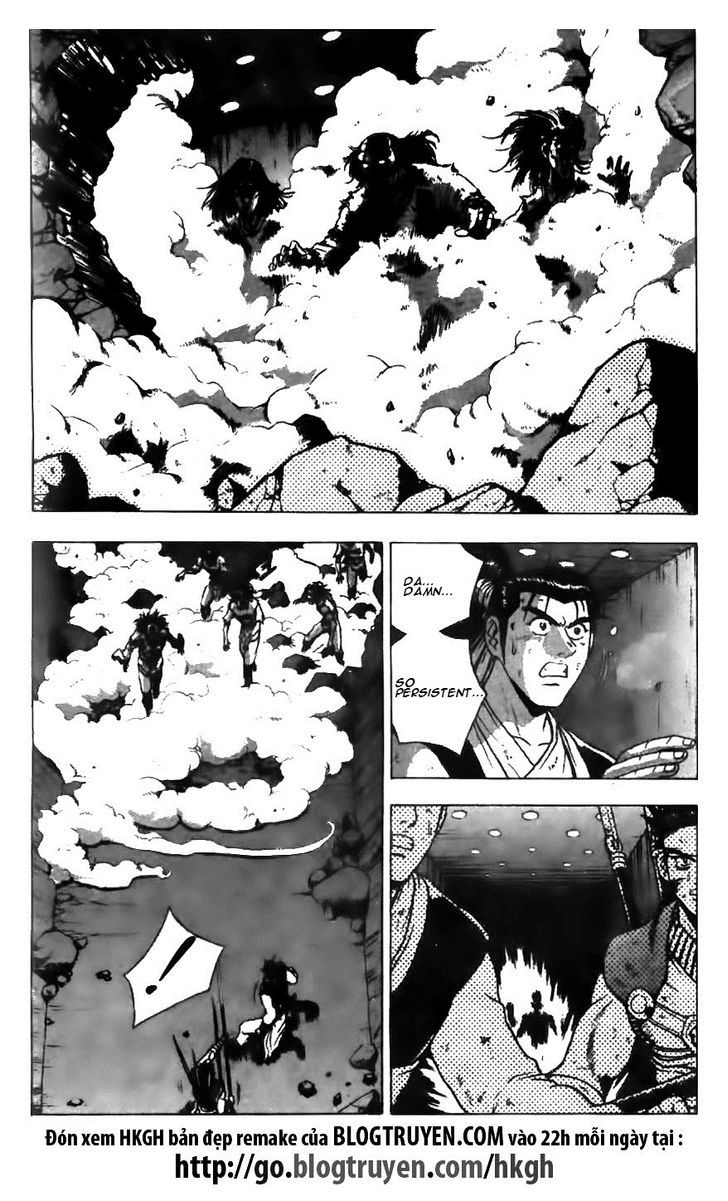 DA...
DAMN...
SO
PERSISTENT...
!
Đón xem HKGH bản đẹp remake của BLOGTRUYEN.COM vào 22h mỗi ngày tại :
http://go.blogtruyen.com/hkgh